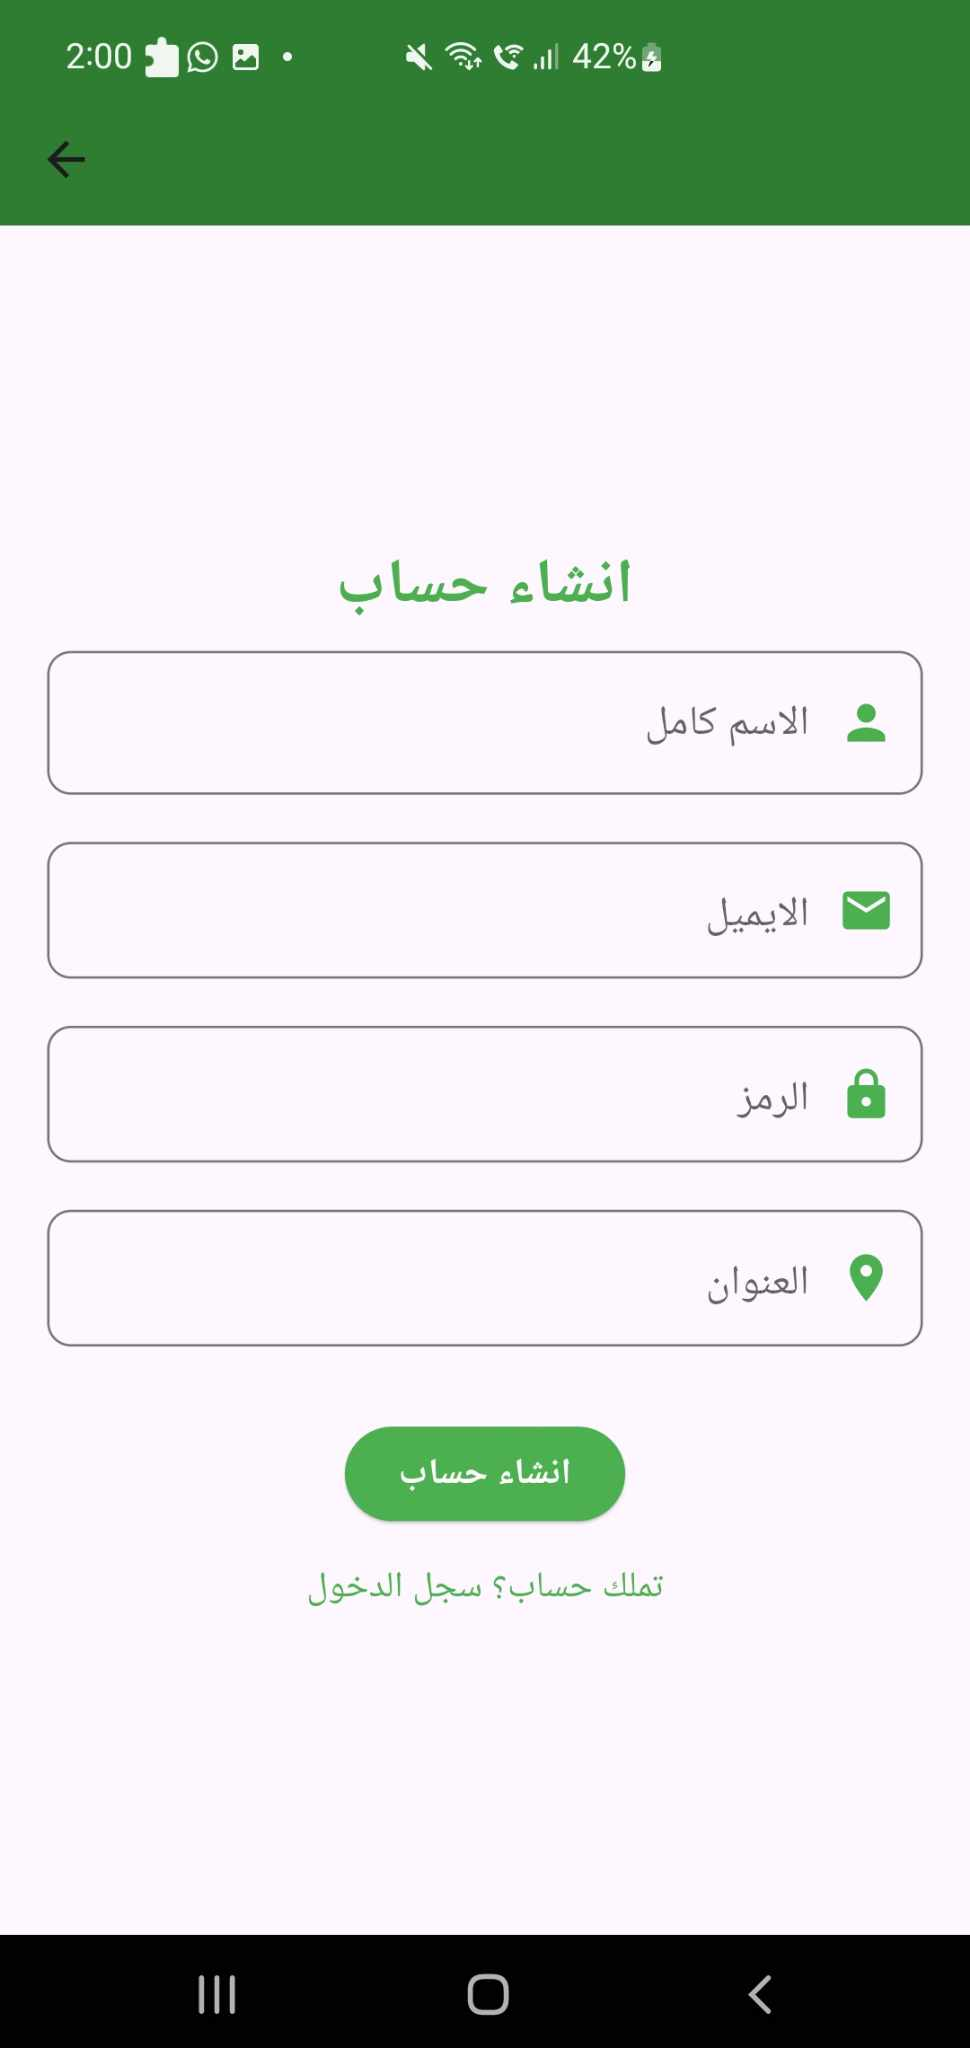 2:00 42%
انشاء حساب
الاسم كامل
الايميل
الرمز
العنوان
انشاء حساب
تملك حساب؟ سجل الدخول